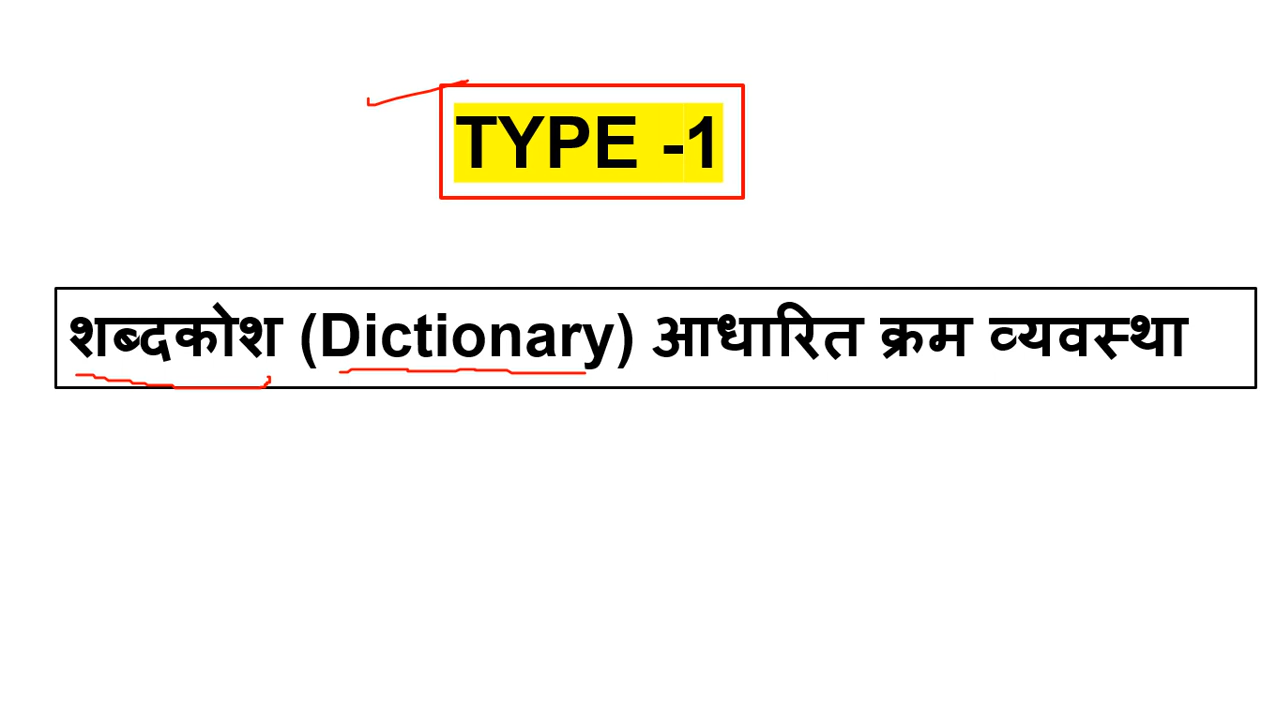 TYPE -1
शब्दकोश (Dictionary) आधारित क्रम व्यवस्था